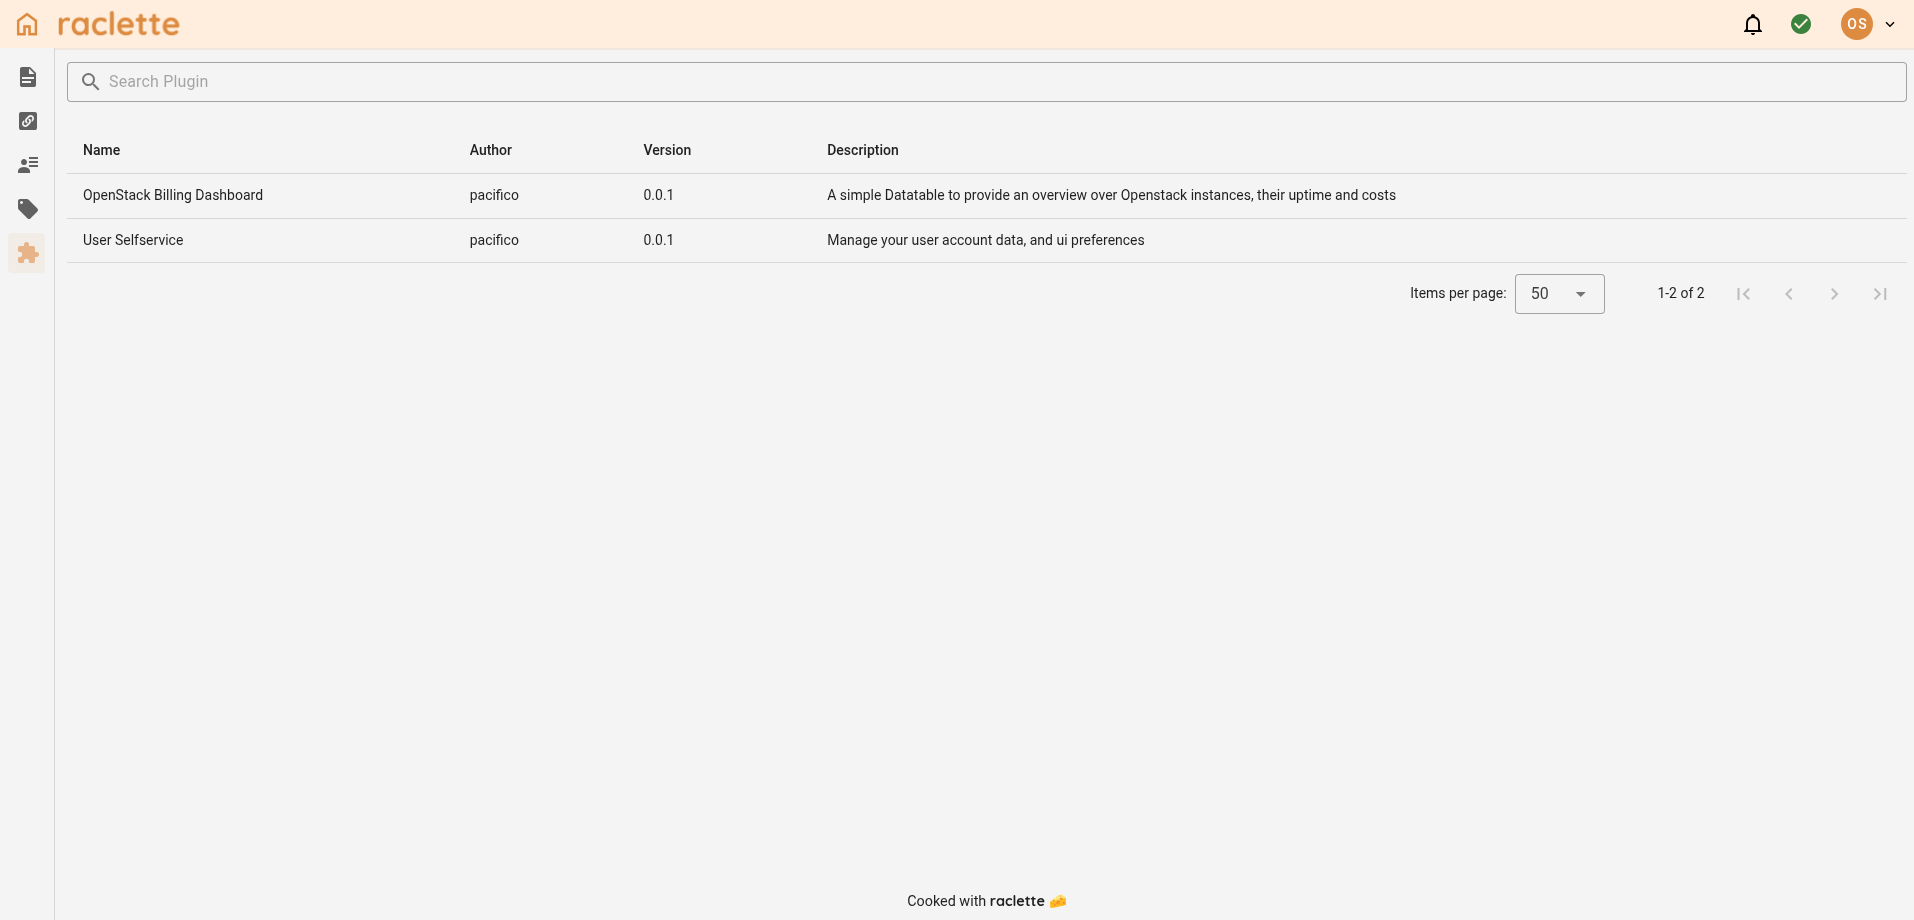 raclette
OS
Search Plugin
Name Author Version Description
OpenStack Billing Dashboard pacifico 0.0.1 A simple Datatable to provide an overview over Openstack instances, their uptime and costs
User Selfservice pacifico 0.0.1 Manage your user account data, and ui preferences
Items per page: 50 1-2 of 2
Cooked with raclette 🧀